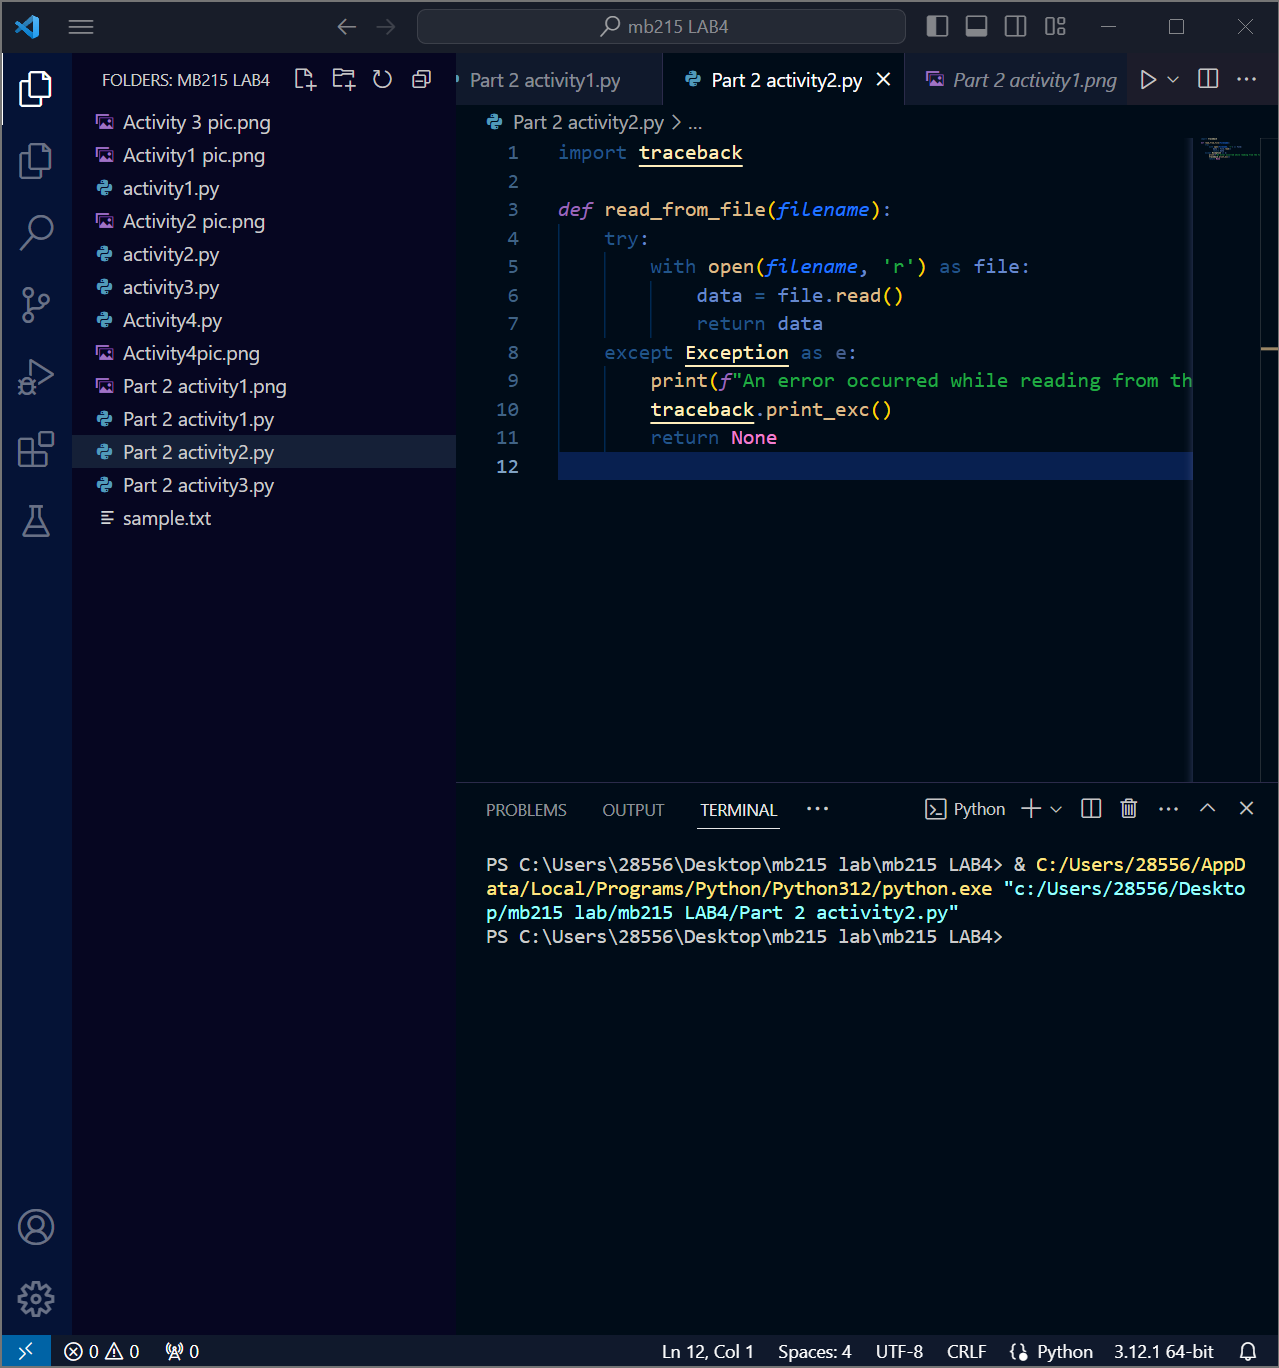 mb215 LAB4
FOLDERS: MB215 LAB4
Activity 3 pic.png
Activity1 pic.png
activity1.py
Activity2 pic.png
activity2.py
activity3.py
Activity4.py
Activity4pic.png
Part 2 activity1.png
Part 2 activity1.py
Part 2 activity2.py
Part 2 activity3.py
sample.txt
Part 2 activity1.py
Part 2 activity2.py
Part 2 activity1.png
Part 2 activity2.py > ...
1 import traceback
2
3 def read_from_file(filename):
4 try:
5 with open(filename, 'r') as file:
6 data = file.read()
7 return data
8 except Exception as e:
9 print(f"An error occurred while reading from th
10 traceback.print_exc()
11 return None
12
PROBLEMS OUTPUT TERMINAL ... Python
PS C:\Users\28556\Desktop\mb215 lab\mb215 LAB4> & C:/Users/28556/AppD
ata/Local/Programs/Python/Python312/python.exe "c:/Users/28556/Deskto
p/mb215 lab/mb215 LAB4/Part 2 activity2.py"
PS C:\Users\28556\Desktop\mb215 lab\mb215 LAB4>
0 0 0 Ln 12, Col 1 Spaces: 4 UTF-8 CRLF Python 3.12.1 64-bit